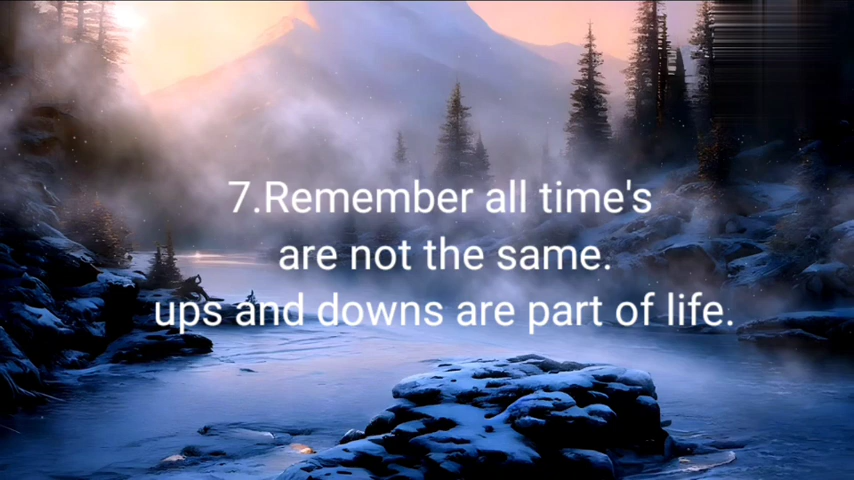 7.Remember all time's
are not the same.
ups and downs are part of life.